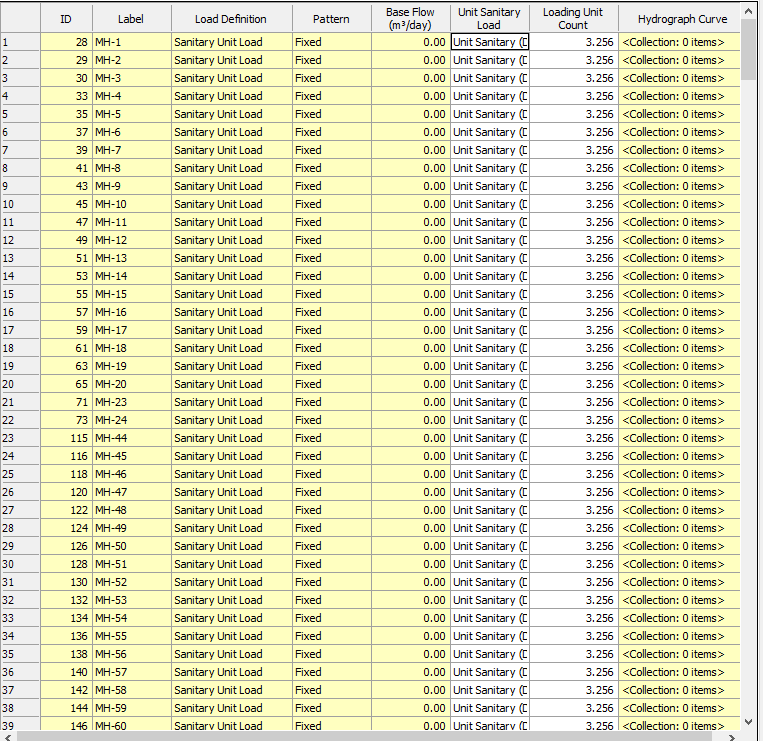 ID Label Load Definition Pattern Base Flow (m³/day) Unit Sanitary Load Loading Unit Count Hydrograph Curve
1 28 MH-1 Sanitary Unit Load Fixed 0.00 Unit Sanitary (D 3.256 <Collection: 0 items>
2 29 MH-2 Sanitary Unit Load Fixed 0.00 Unit Sanitary (D 3.256 <Collection: 0 items>
3 30 MH-3 Sanitary Unit Load Fixed 0.00 Unit Sanitary (D 3.256 <Collection: 0 items>
4 33 MH-4 Sanitary Unit Load Fixed 0.00 Unit Sanitary (D 3.256 <Collection: 0 items>
5 35 MH-5 Sanitary Unit Load Fixed 0.00 Unit Sanitary (D 3.256 <Collection: 0 items>
6 37 MH-6 Sanitary Unit Load Fixed 0.00 Unit Sanitary (D 3.256 <Collection: 0 items>
7 39 MH-7 Sanitary Unit Load Fixed 0.00 Unit Sanitary (D 3.256 <Collection: 0 items>
8 41 MH-8 Sanitary Unit Load Fixed 0.00 Unit Sanitary (D 3.256 <Collection: 0 items>
9 43 MH-9 Sanitary Unit Load Fixed 0.00 Unit Sanitary (D 3.256 <Collection: 0 items>
10 45 MH-10 Sanitary Unit Load Fixed 0.00 Unit Sanitary (D 3.256 <Collection: 0 items>
11 47 MH-11 Sanitary Unit Load Fixed 0.00 Unit Sanitary (D 3.256 <Collection: 0 items>
12 49 MH-12 Sanitary Unit Load Fixed 0.00 Unit Sanitary (D 3.256 <Collection: 0 items>
13 51 MH-13 Sanitary Unit Load Fixed 0.00 Unit Sanitary (D 3.256 <Collection: 0 items>
14 53 MH-14 Sanitary Unit Load Fixed 0.00 Unit Sanitary (D 3.256 <Collection: 0 items>
15 55 MH-15 Sanitary Unit Load Fixed 0.00 Unit Sanitary (D 3.256 <Collection: 0 items>
16 57 MH-16 Sanitary Unit Load Fixed 0.00 Unit Sanitary (D 3.256 <Collection: 0 items>
17 59 MH-17 Sanitary Unit Load Fixed 0.00 Unit Sanitary (D 3.256 <Collection: 0 items>
18 61 MH-18 Sanitary Unit Load Fixed 0.00 Unit Sanitary (D 3.256 <Collection: 0 items>
19 63 MH-19 Sanitary Unit Load Fixed 0.00 Unit Sanitary (D 3.256 <Collection: 0 items>
20 65 MH-20 Sanitary Unit Load Fixed 0.00 Unit Sanitary (D 3.256 <Collection: 0 items>
21 71 MH-23 Sanitary Unit Load Fixed 0.00 Unit Sanitary (D 3.256 <Collection: 0 items>
22 73 MH-24 Sanitary Unit Load Fixed 0.00 Unit Sanitary (D 3.256 <Collection: 0 items>
23 115 MH-44 Sanitary Unit Load Fixed 0.00 Unit Sanitary (D 3.256 <Collection: 0 items>
24 116 MH-45 Sanitary Unit Load Fixed 0.00 Unit Sanitary (D 3.256 <Collection: 0 items>
25 118 MH-46 Sanitary Unit Load Fixed 0.00 Unit Sanitary (D 3.256 <Collection: 0 items>
26 120 MH-47 Sanitary Unit Load Fixed 0.00 Unit Sanitary (D 3.256 <Collection: 0 items>
27 122 MH-48 Sanitary Unit Load Fixed 0.00 Unit Sanitary (D 3.256 <Collection: 0 items>
28 124 MH-49 Sanitary Unit Load Fixed 0.00 Unit Sanitary (D 3.256 <Collection: 0 items>
29 126 MH-50 Sanitary Unit Load Fixed 0.00 Unit Sanitary (D 3.256 <Collection: 0 items>
30 128 MH-51 Sanitary Unit Load Fixed 0.00 Unit Sanitary (D 3.256 <Collection: 0 items>
31 130 MH-52 Sanitary Unit Load Fixed 0.00 Unit Sanitary (D 3.256 <Collection: 0 items>
32 132 MH-53 Sanitary Unit Load Fixed 0.00 Unit Sanitary (D 3.256 <Collection: 0 items>
33 134 MH-54 Sanitary Unit Load Fixed 0.00 Unit Sanitary (D 3.256 <Collection: 0 items>
34 136 MH-55 Sanitary Unit Load Fixed 0.00 Unit Sanitary (D 3.256 <Collection: 0 items>
35 138 MH-56 Sanitary Unit Load Fixed 0.00 Unit Sanitary (D 3.256 <Collection: 0 items>
36 140 MH-57 Sanitary Unit Load Fixed 0.00 Unit Sanitary (D 3.256 <Collection: 0 items>
37 142 MH-58 Sanitary Unit Load Fixed 0.00 Unit Sanitary (D 3.256 <Collection: 0 items>
38 144 MH-59 Sanitary Unit Load Fixed 0.00 Unit Sanitary (D 3.256 <Collection: 0 items>
39 146 MH-60 Sanitary Unit Load Fixed 0.00 Unit Sanitary (D 3.256 <Collection: 0 items>